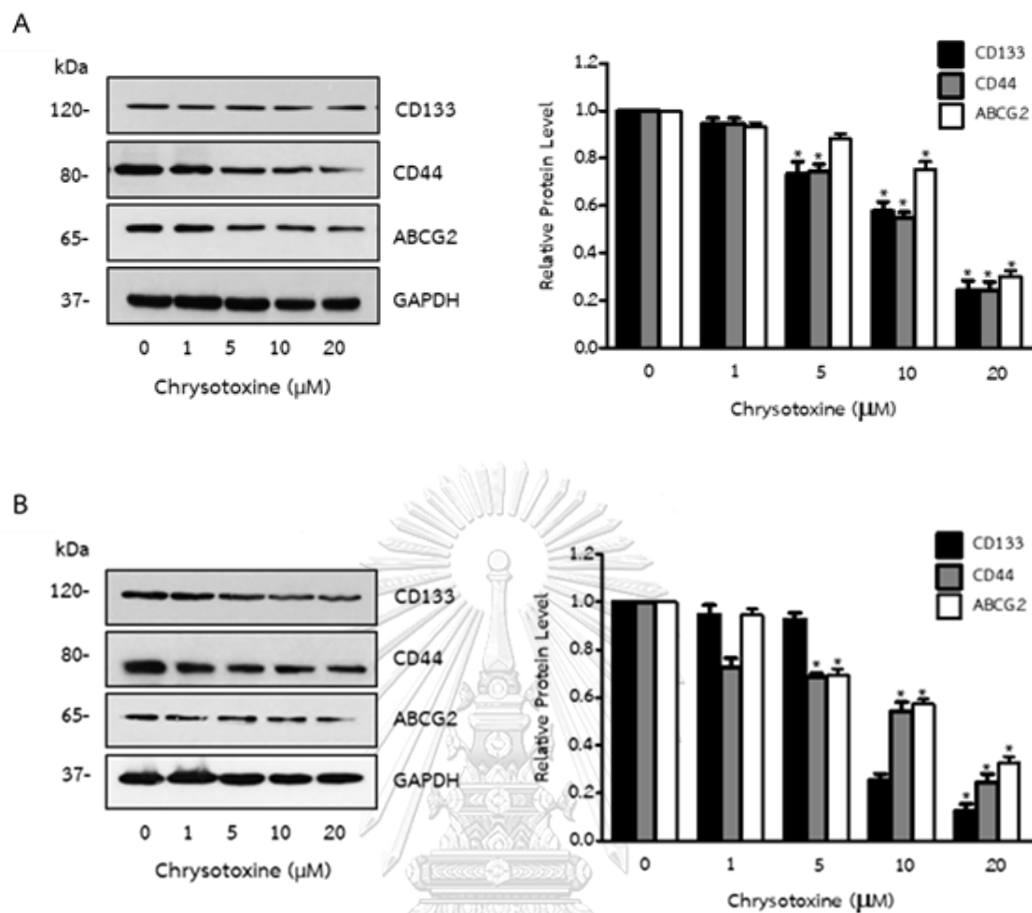 A
kDa
120-
CD133
80-
CD44
65-
ABCG2
37-
GAPDH
0 1 5 10 20
Chrysotoxine (µM)
CD133
CD44
ABCG2
Relative Protein Level
1.2
1.0
0.8
0.6
0.4
0.2
0.0
* * * * * * * *
0 1 5 10 20
Chrysotoxine (µM)
B
kDa
120-
CD133
80-
CD44
65-
ABCG2
37-
GAPDH
0 1 5 10 20
Chrysotoxine (µM)
CD133
CD44
ABCG2
Relative Protein Level
1.2
1.0
0.8
0.6
0.4
0.2
0.0
* * * * * * *
0 1 5 10 20
Chrysotoxine (µM)